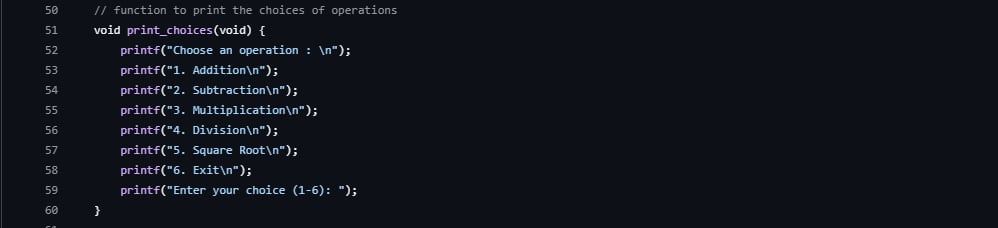 50 // function to print the choices of operations
51 void print_choices(void) {
52 printf("Choose an operation : \n");
53 printf("1. Addition\n");
54 printf("2. Subtraction\n");
55 printf("3. Multiplication\n");
56 printf("4. Division\n");
57 printf("5. Square Root\n");
58 printf("6. Exit\n");
59 printf("Enter your choice (1-6): ");
60 }